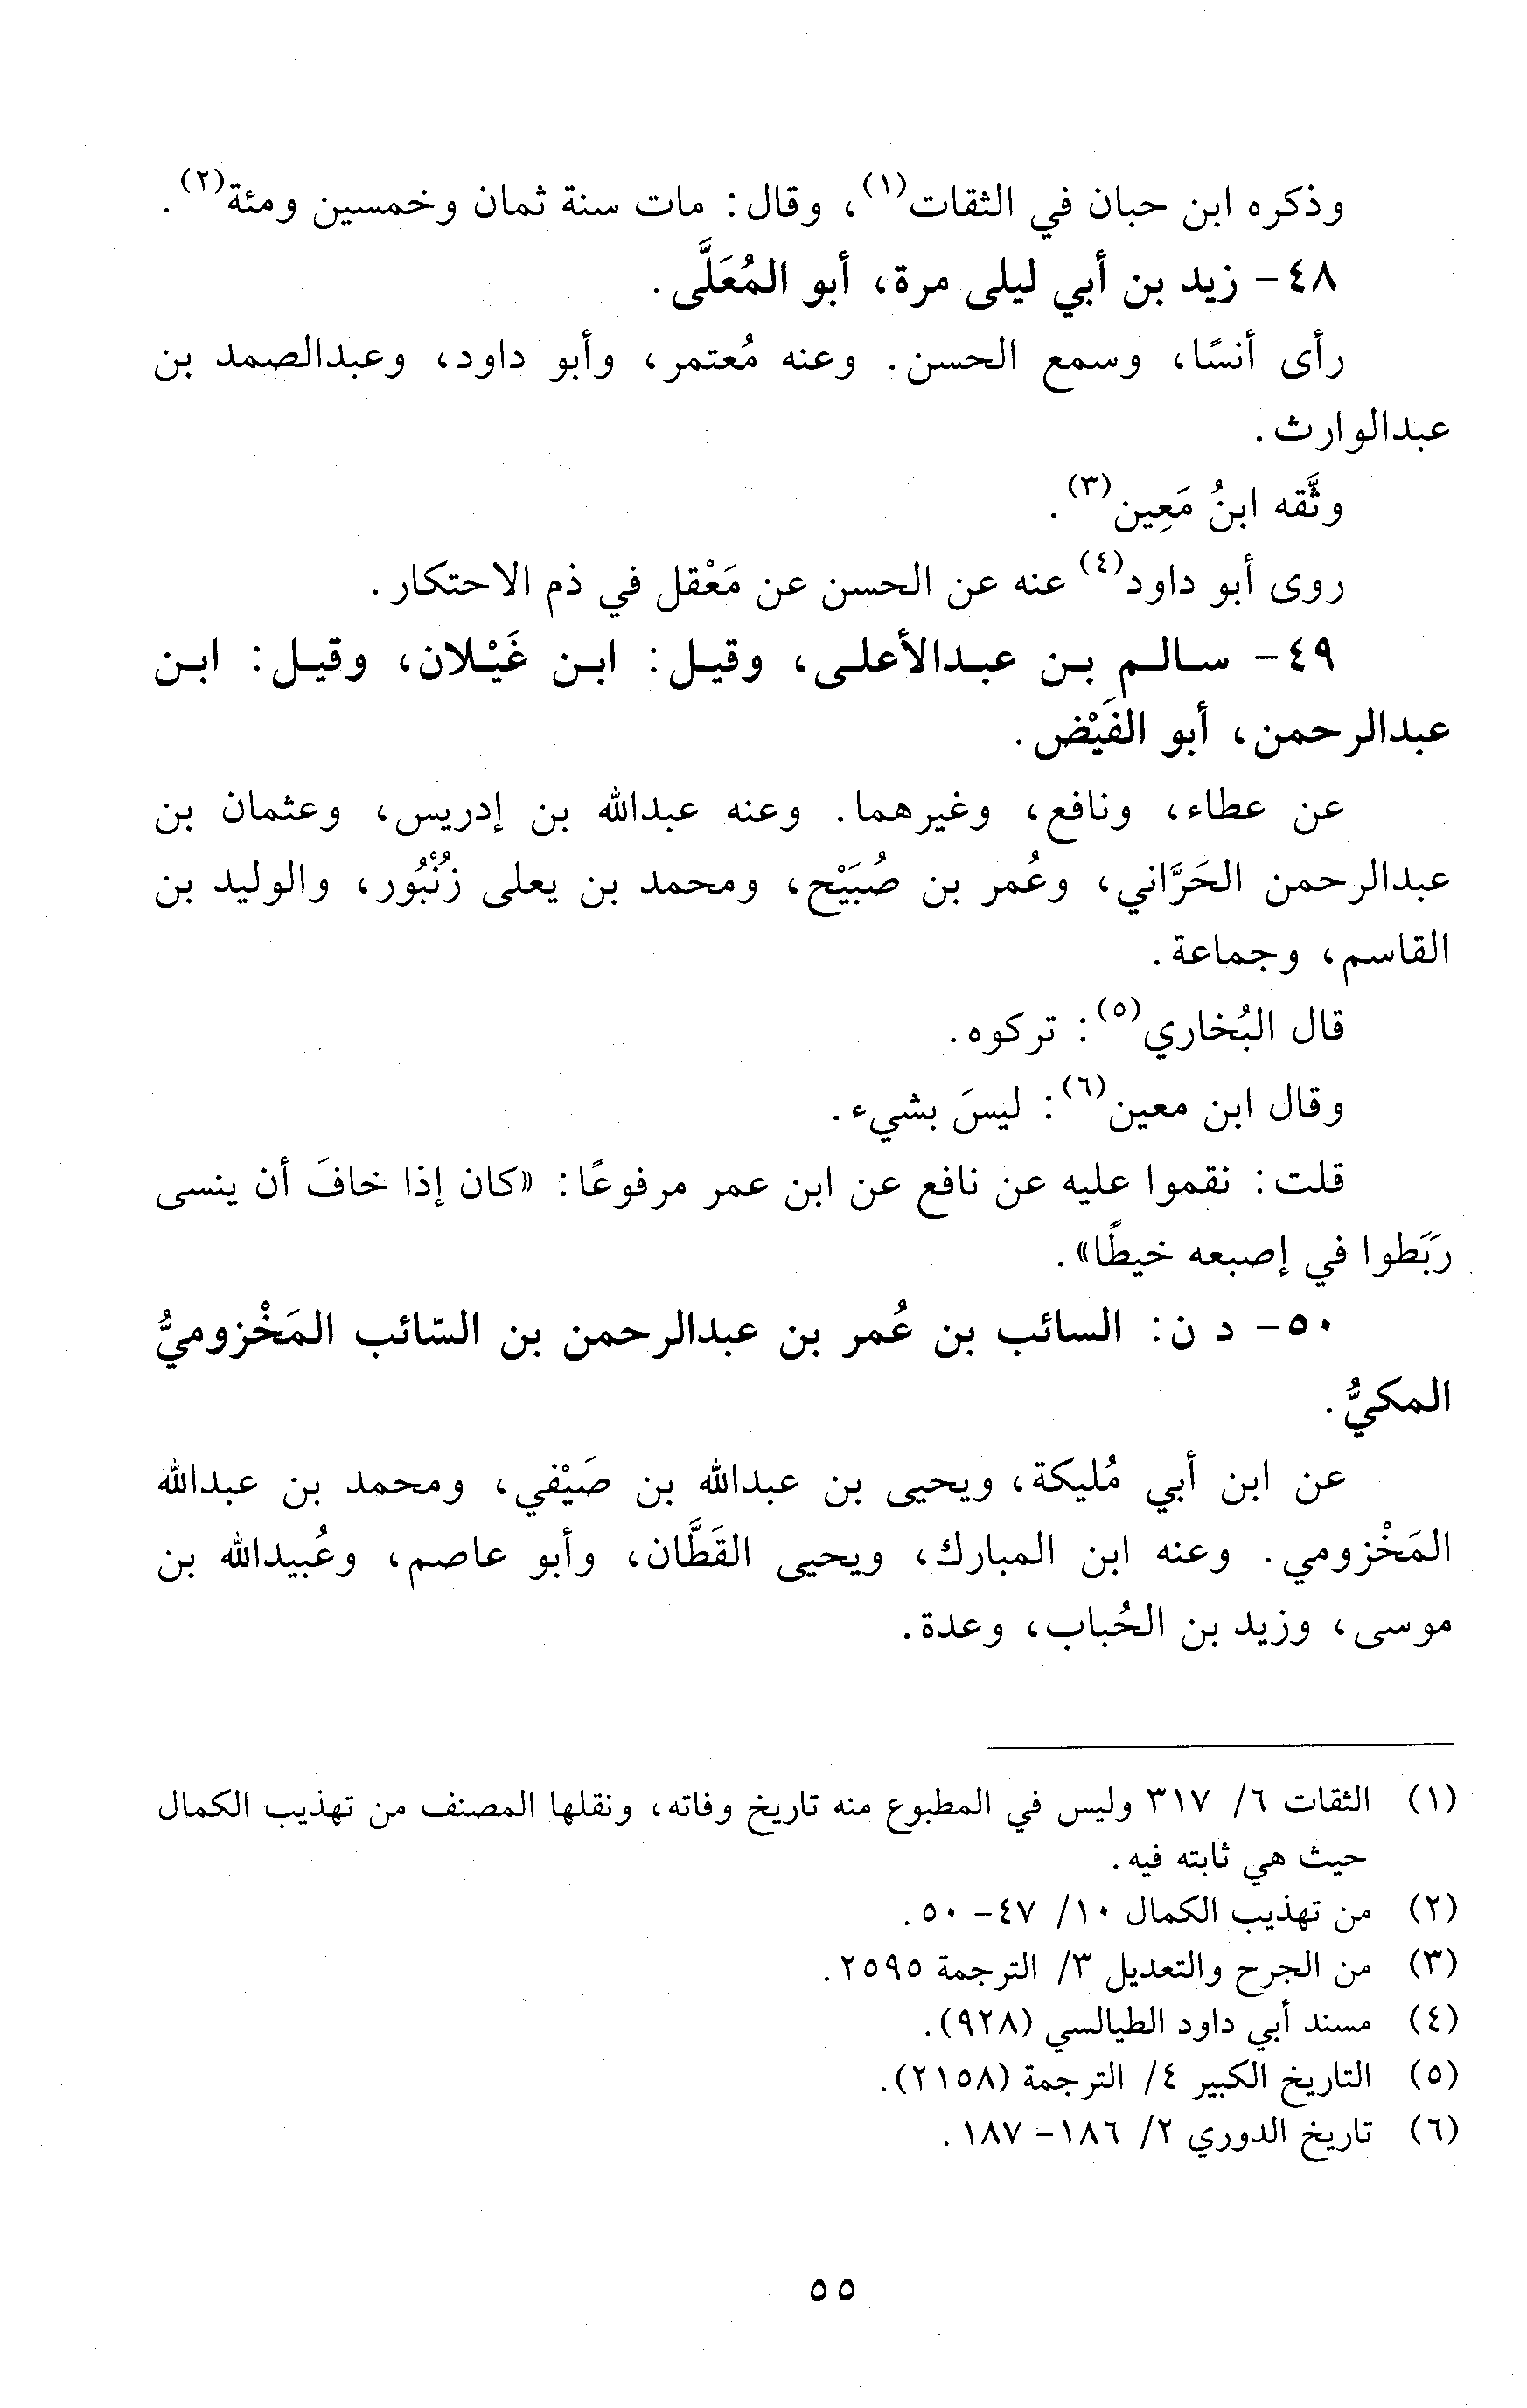 وذكره ابن حبان في الثقات(١)، وقال: مات سنة ثمان وخمسين ومئة(٢).
٤٨- زيد بن أبي ليلى مرة، أبو المُعَلَّى.
رأى أنسًا، وسمع الحسن. وعنه مُعتمر، وأبو داود، وعبدالصمد بن
عبدالوارث.
وثَّقه ابنُ مَعِين(٣).
روى أبو داود(٤) عنه عن الحسن عن مَعْقل في ذم الاحتكار.
٤٩- سالم بن عبدالأعلى، وقيل: ابن غَيْلان، وقيل: ابن
عبدالرحمن، أبو الفَيْض.
عن عطاء، ونافع، وغيرهما. وعنه عبدالله بن إدريس، وعثمان بن
عبدالرحمن الحَرَّاني، وعُمر بن صُبَيْح، ومحمد بن يعلى زُنْبُور، والوليد بن
القاسم، وجماعة.
قال البُخاري(٥): تركوه.
وقال ابن معين(٦): ليسَ بشيء.
قلت: نقموا عليه عن نافع عن ابن عمر مرفوعًا: «كان إذا خافَ أن ينسى
رَبَطوا في إصبعه خيطًا».
٥٠- د ن: السائب بن عُمر بن عبدالرحمن بن السّائب المَخْزوميُّ
المكيُّ.
عن ابن أبي مُليكة، ويحيى بن عبدالله بن صَيْفي، ومحمد بن عبدالله
المَخْزومي. وعنه ابن المبارك، ويحيى القَطَّان، وأبو عاصم، وعُبيدالله بن
موسى، وزيد بن الحُباب، وعدة.
(١) الثقات ٦/ ٣١٧ وليس في المطبوع منه تاريخ وفاته، ونقلها المصنف من تهذيب الكمال
حيث هي ثابته فيه.
(٢) من تهذيب الكمال ١٠/ ٤٧- ٥٠.
(٣) من الجرح والتعديل ٣/ الترجمة ٢٥٩٥.
(٤) مسند أبي داود الطيالسي (٩٢٨).
(٥) التاريخ الكبير ٤/ الترجمة (٢١٥٨).
(٦) تاريخ الدوري ٢/ ١٨٦- ١٨٧.
٥٥